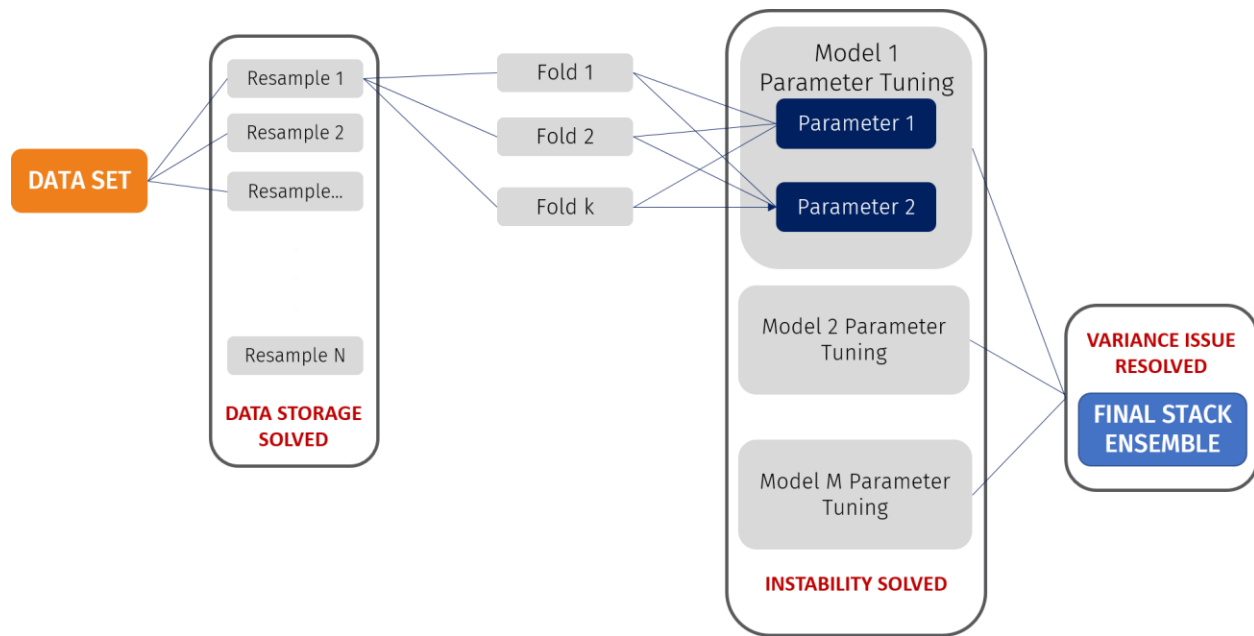 DATA SET
Resample 1
Resample 2
Resample...
Resample N
DATA STORAGE
SOLVED
Fold 1
Fold 2
Fold k
Model 1
Parameter Tuning
Parameter 1
Parameter 2
Model 2 Parameter
Tuning
Model M Parameter
Tuning
INSTABILITY SOLVED
VARIANCE ISSUE
RESOLVED
FINAL STACK
ENSEMBLE